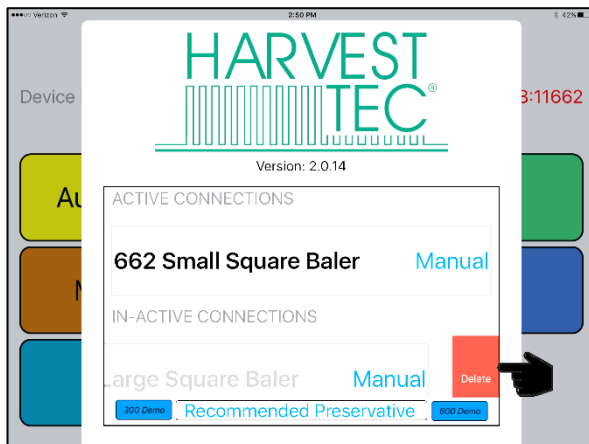 Verizon 2:50 PM 42%
HARVEST
TEC®
Version: 2.0.14
Device 3:11662
ACTIVE CONNECTIONS
662 Small Square Baler Manual
IN-ACTIVE CONNECTIONS
Large Square Baler Manual Delete
300 Demo Recommended Preservative 600 Demo